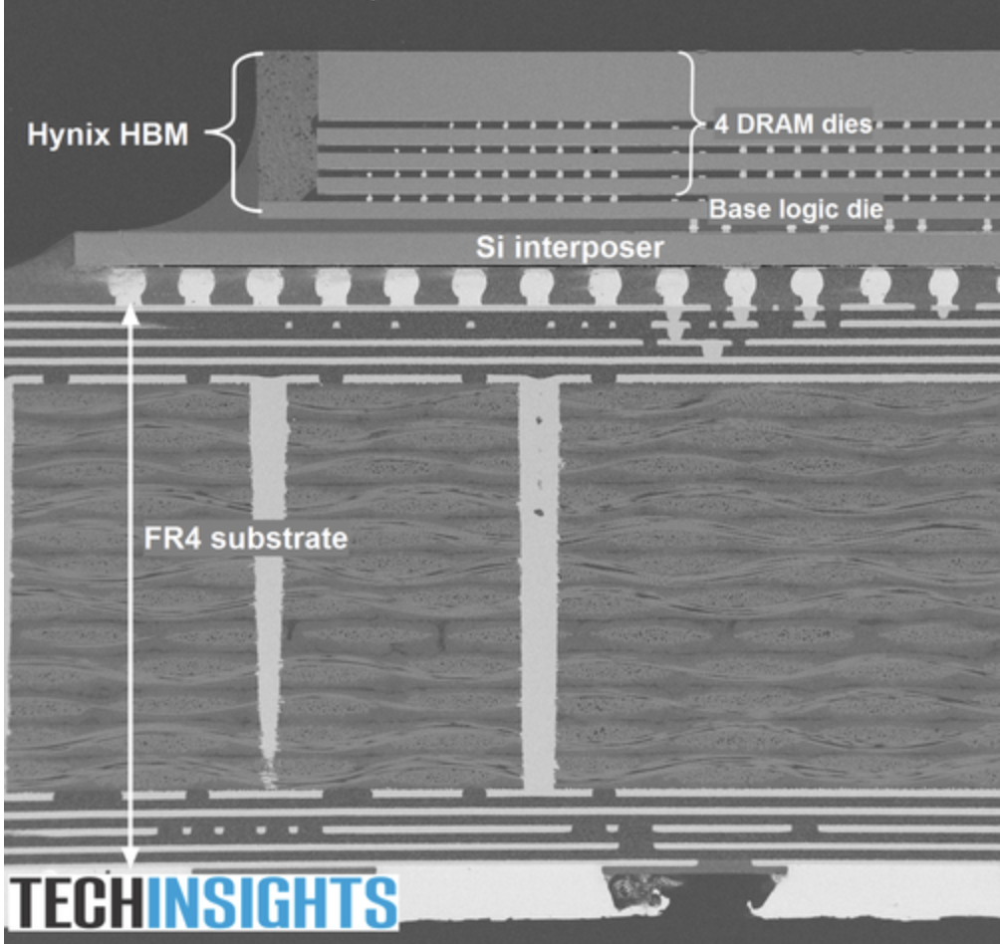 4 DRAM dies
Hynix HBM
Base logic die
Si interposer
FR4 substrate
TECHINSIGHTS